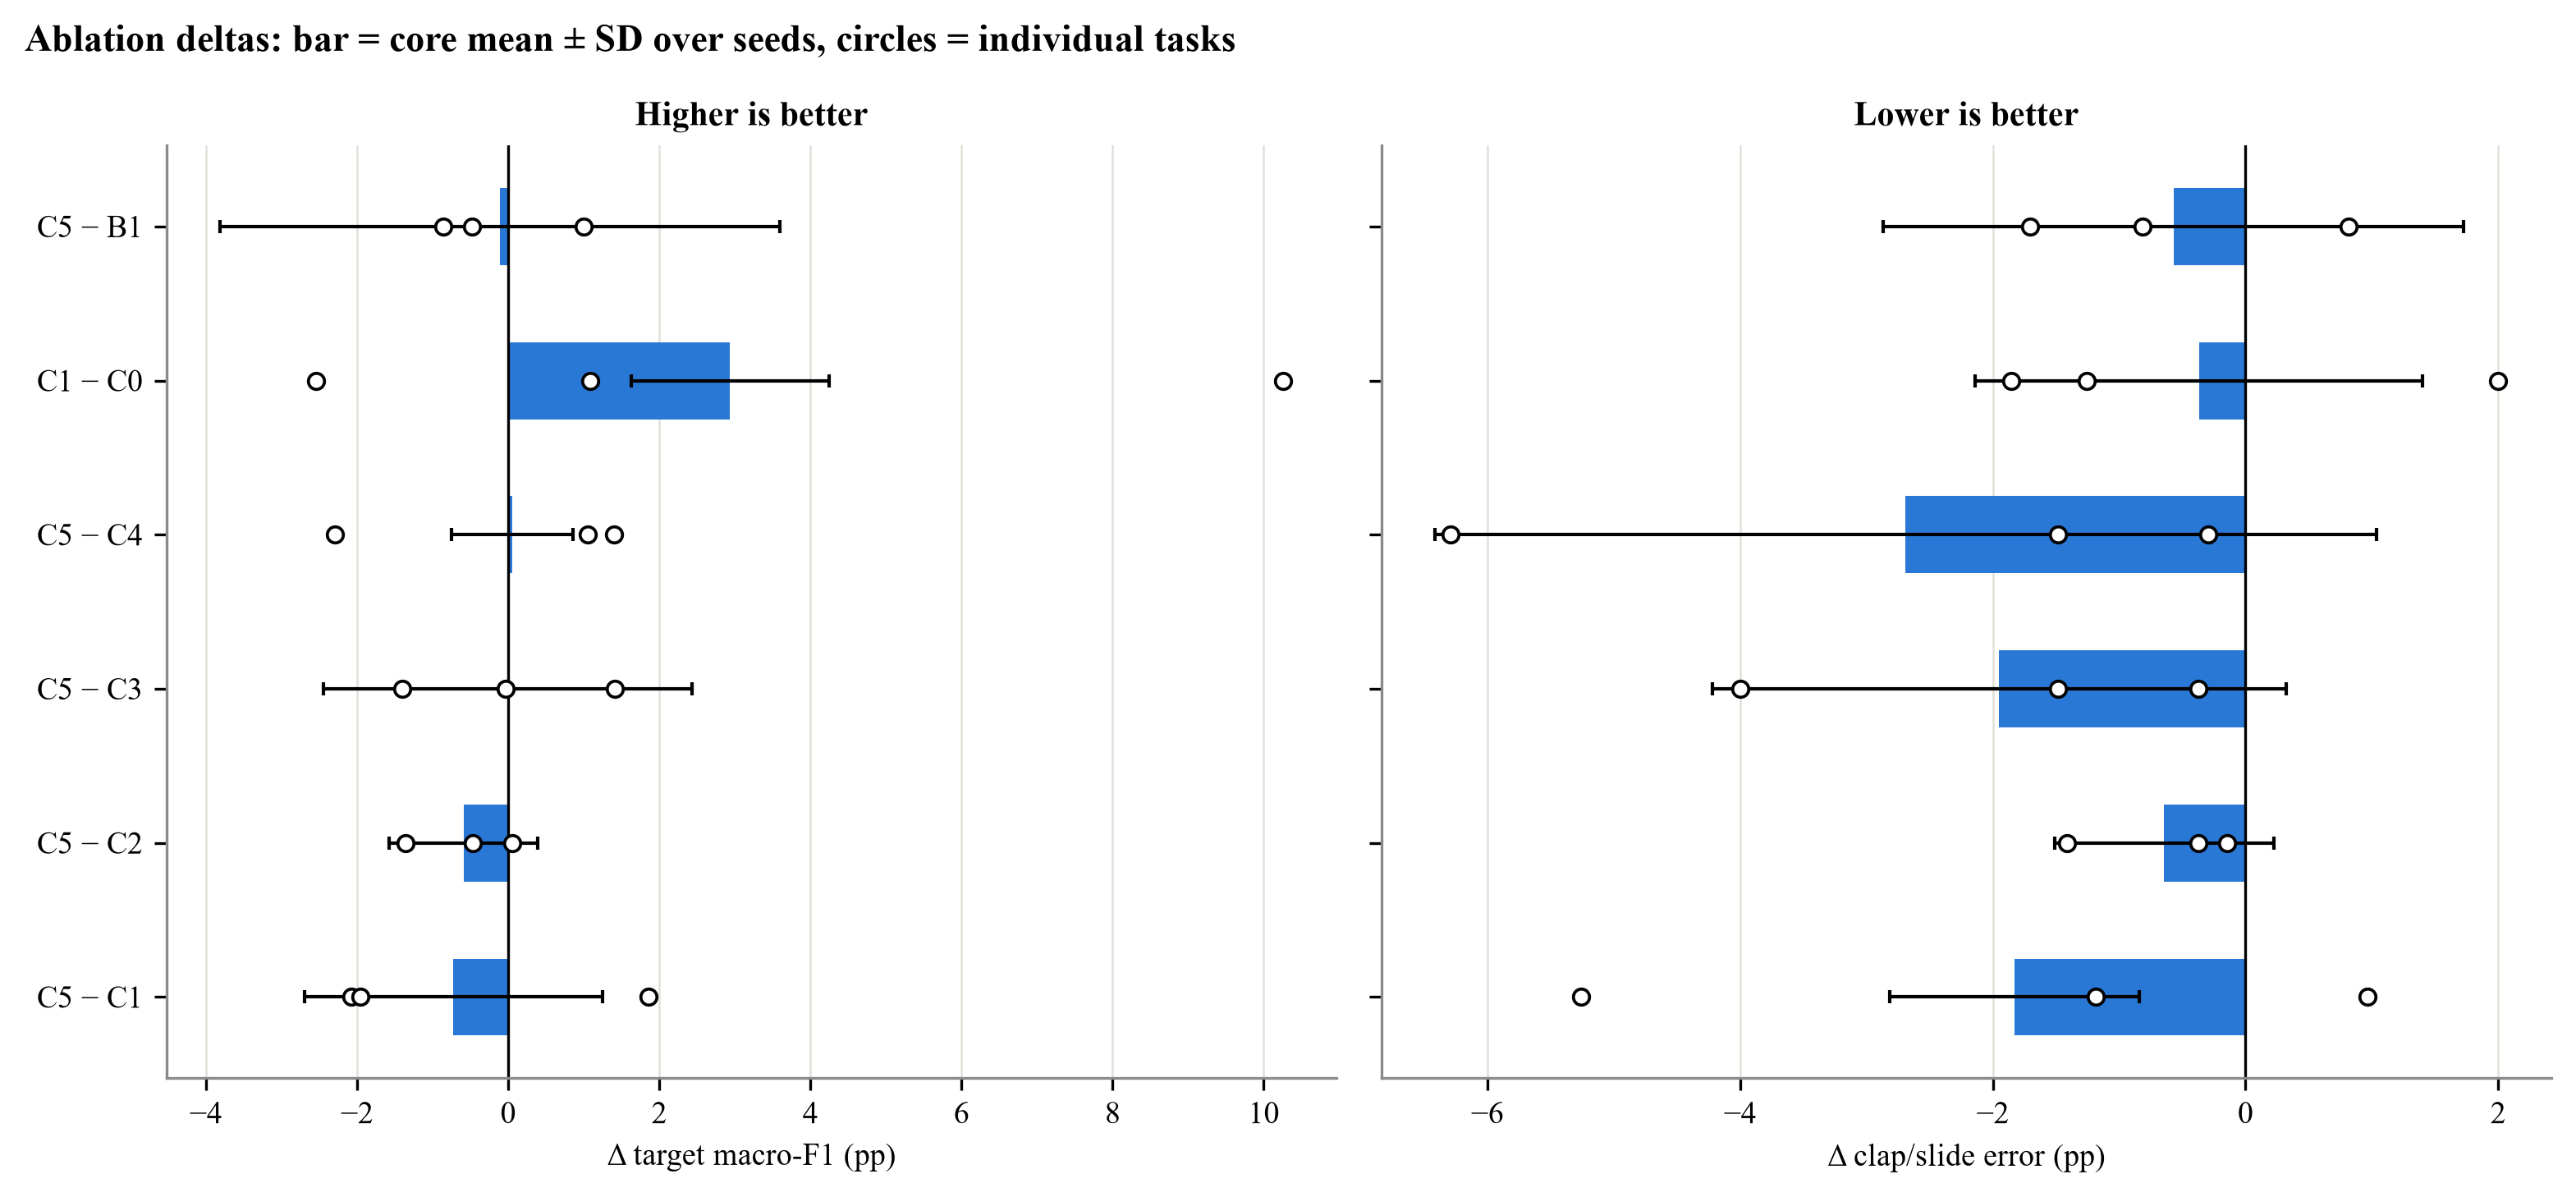 Ablation deltas: bar = core mean ± SD over seeds, circles = individual tasks
Higher is better
Lower is better
C5 − B1
C1 − C0
C5 − C4
C5 − C3
C5 − C2
C5 − C1
−4 −2 0 2 4 6 8 10
−6 −4 −2 0 2
Δ target macro-F1 (pp)
Δ clap/slide error (pp)